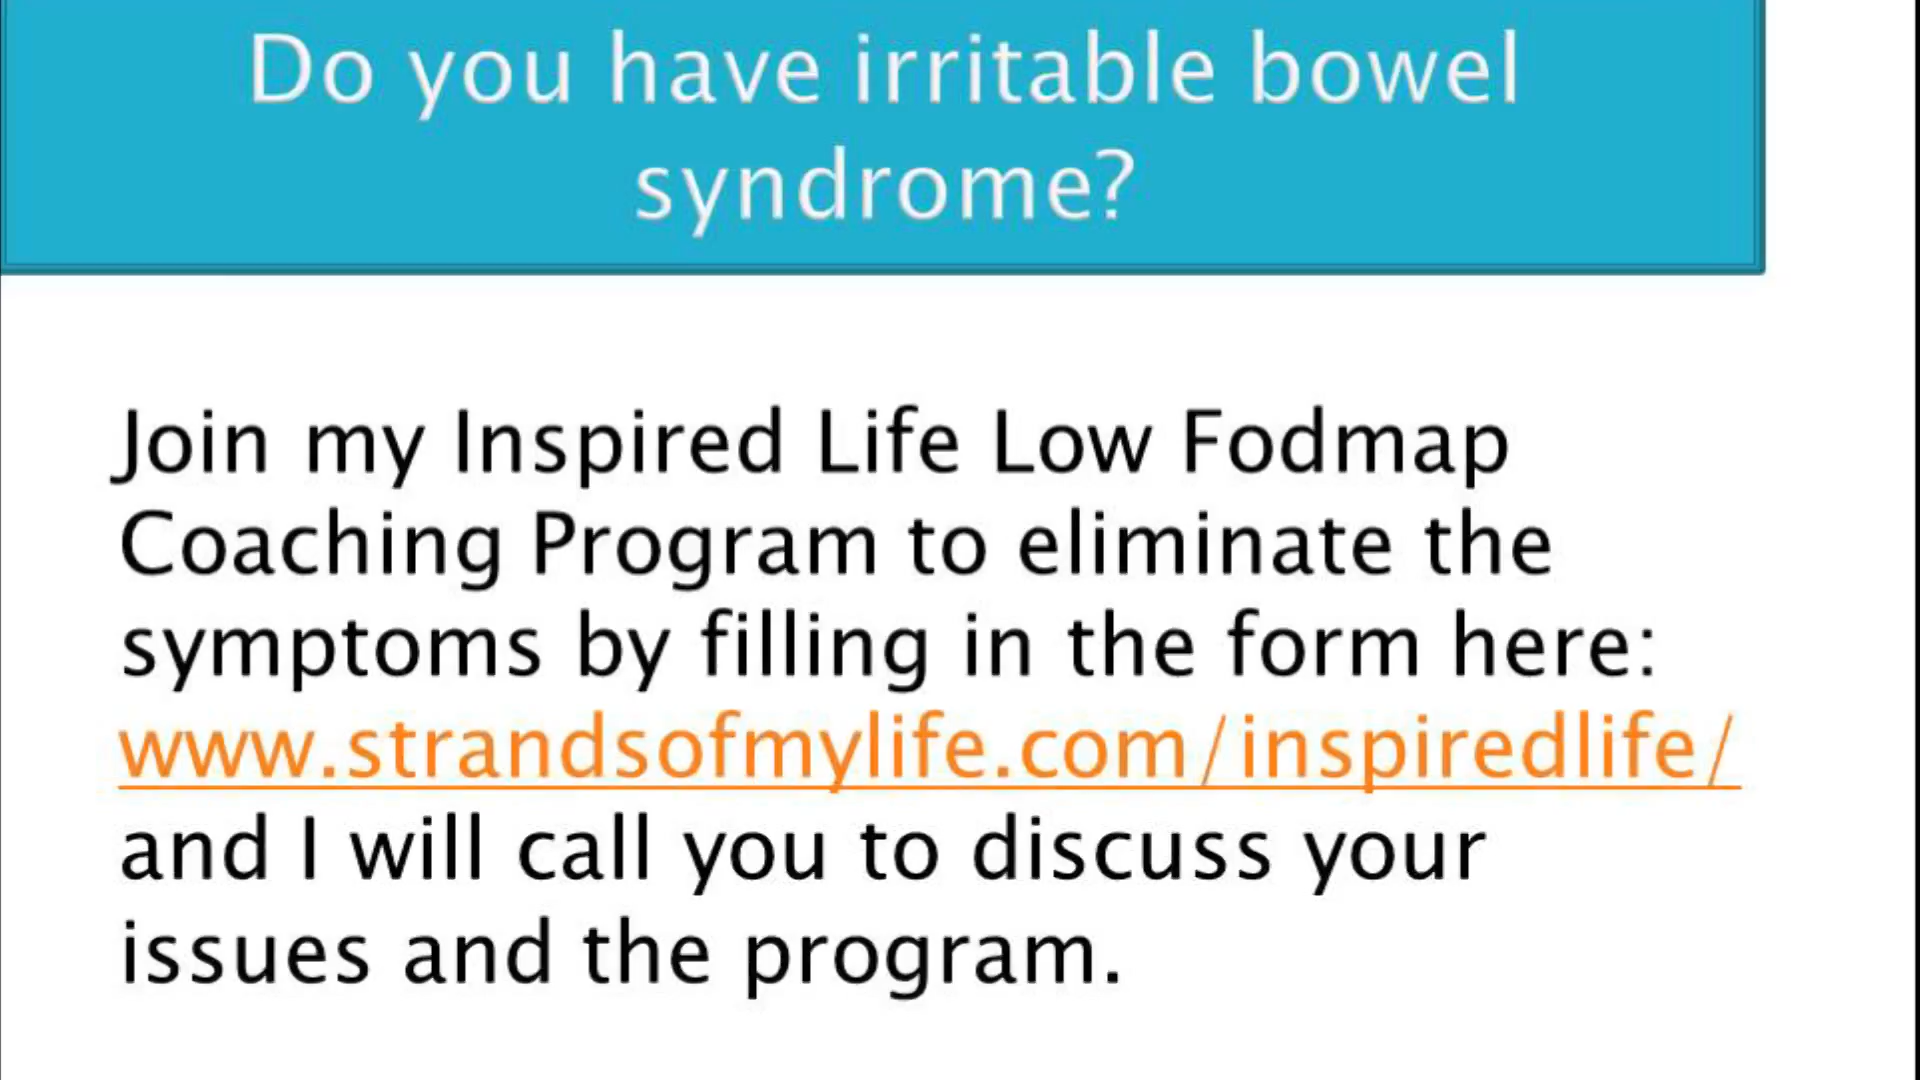 Do you have irritable bowel
syndrome?
Join my Inspired Life Low Fodmap
Coaching Program to eliminate the
symptoms by filling in the form here:
www.strandsofmylife.com/inspiredlife/
and I will call you to discuss your
issues and the program.